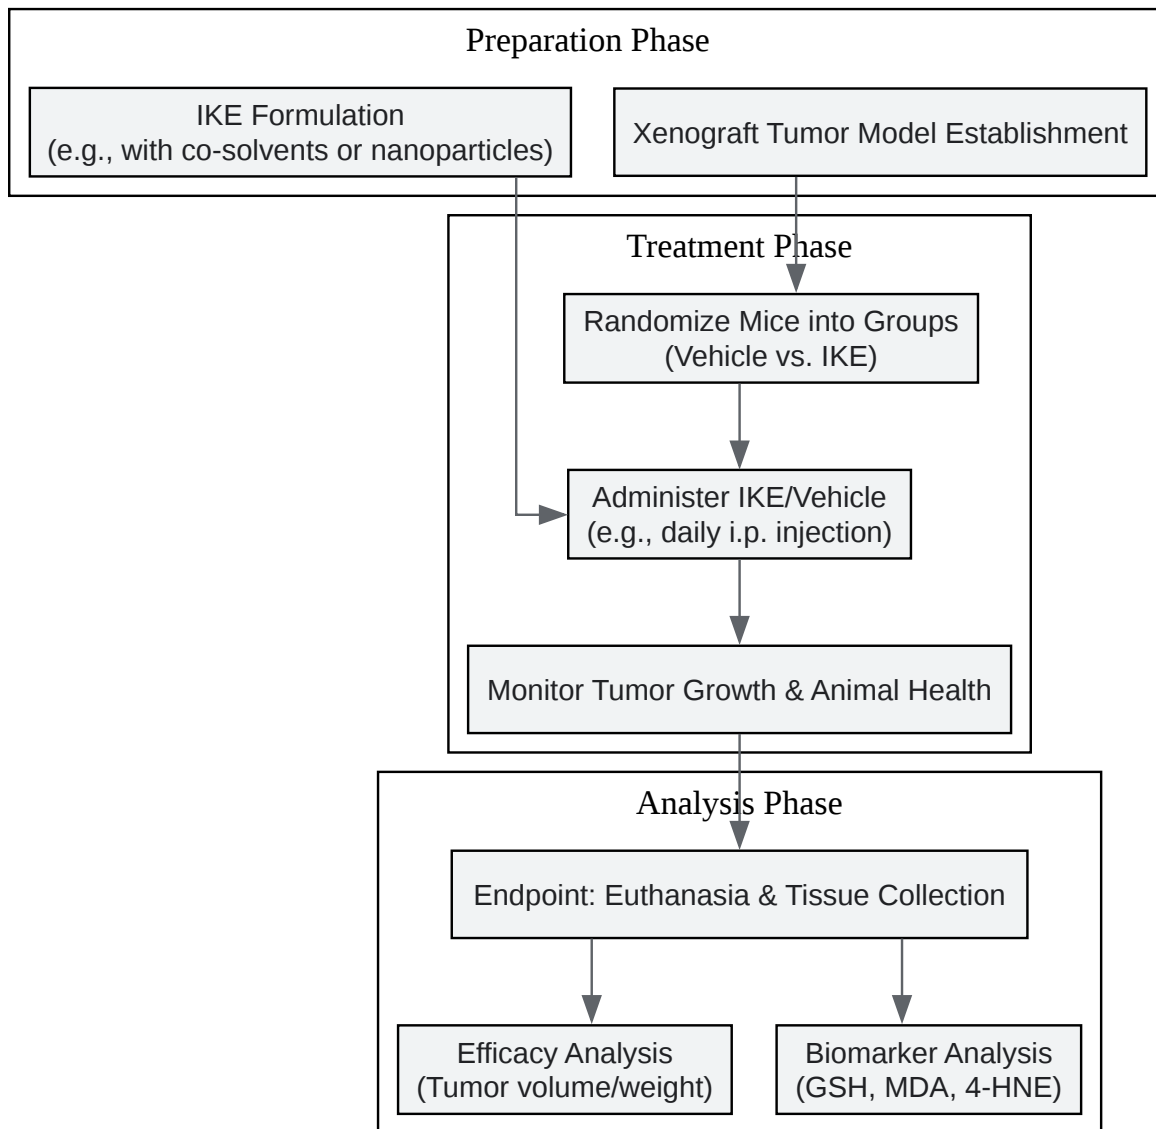 Preparation Phase
IKE Formulation
(e.g., with co-solvents or nanoparticles)
Xenograft Tumor Model Establishment
Treatment Phase
Randomize Mice into Groups
(Vehicle vs. IKE)
Administer IKE/Vehicle
(e.g., daily i.p. injection)
Monitor Tumor Growth & Animal Health
Analysis Phase
Endpoint: Euthanasia & Tissue Collection
Efficacy Analysis
(Tumor volume/weight)
Biomarker Analysis
(GSH, MDA, 4-HNE)